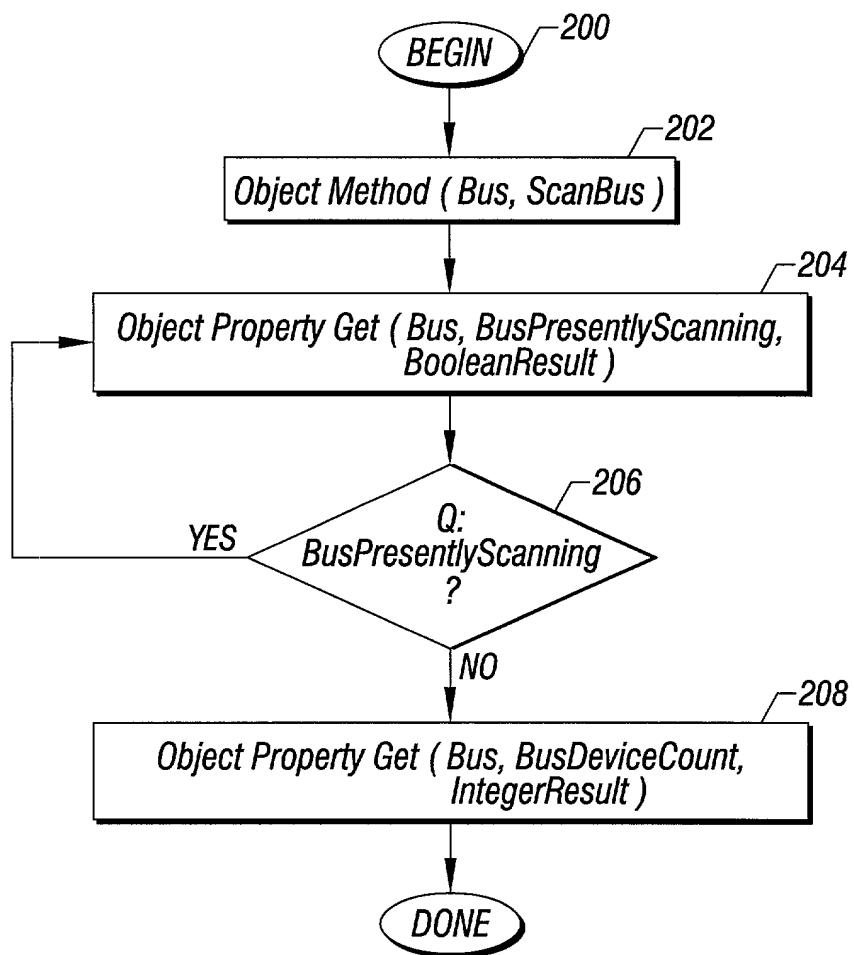 BEGIN
200
202
Object Method ( Bus, ScanBus )
204
Object Property Get ( Bus, BusPresentlyScanning,
BooleanResult )
206
Q:
BusPresentlyScanning
?
YES
NO
208
Object Property Get ( Bus, BusDeviceCount,
IntegerResult )
DONE